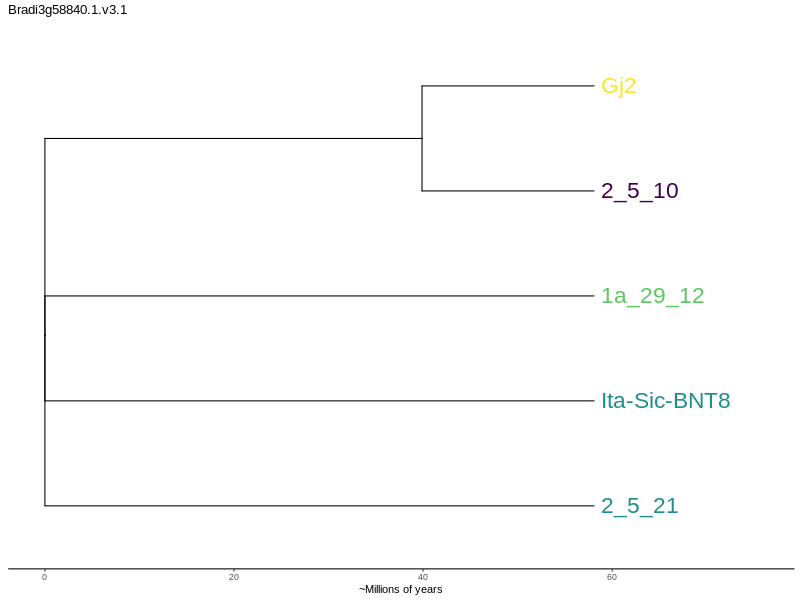 Bradi3g58840.1.v3.1
Gj2
2_5_10
1a_29_12
Ita-Sic-BNT8
2_5_21
0 20 40 60
~Millions of years